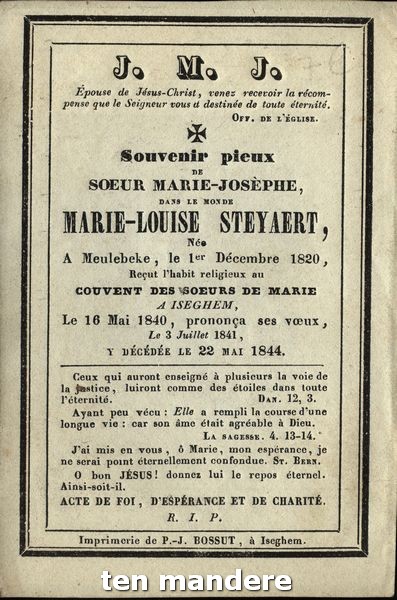 J. M. J.
Épouse de Jésus-Christ, venez recevoir la récom-
pense que le Seigneur vous a destinée de toute éternité.
Off. de l'Église.
Souvenir pieux
DE
SŒUR MARIE-JOSÈPHE,
DANS LE MONDE
MARIE-LOUISE STEYAERT,
Née
A Meulebeke, le 1er Décembre 1820,
Reçut l'habit religieux au
COUVENT DES SOEURS DE MARIE
A ISEGHEM,
Le 16 Mai 1840, prononça ses vœux,
Le 3 Juillet 1841,
Y DÉCÉDÉE LE 22 MAI 1844.
Ceux qui auront enseigné à plusieurs la voie de
la justice, luiront comme des étoiles dans toute
l'éternité. Dan. 12, 3.
Ayant peu vécu : Elle a rempli la course d'une
longue vie : car son âme était agréable à Dieu.
La sagesse. 4. 13-14.
J'ai mis en vous, ô Marie, mon espérance, je
ne serai point éternellement confondue. St. Bern.
O bon JÉSUS ! donnez lui le repos éternel.
Ainsi-soit-il.
ACTE DE FOI, D'ESPÉRANCE ET DE CHARITÉ.
R. I. P.
Imprimerie de P.-J. BOSSUT, à Iseghem.
ten mandere